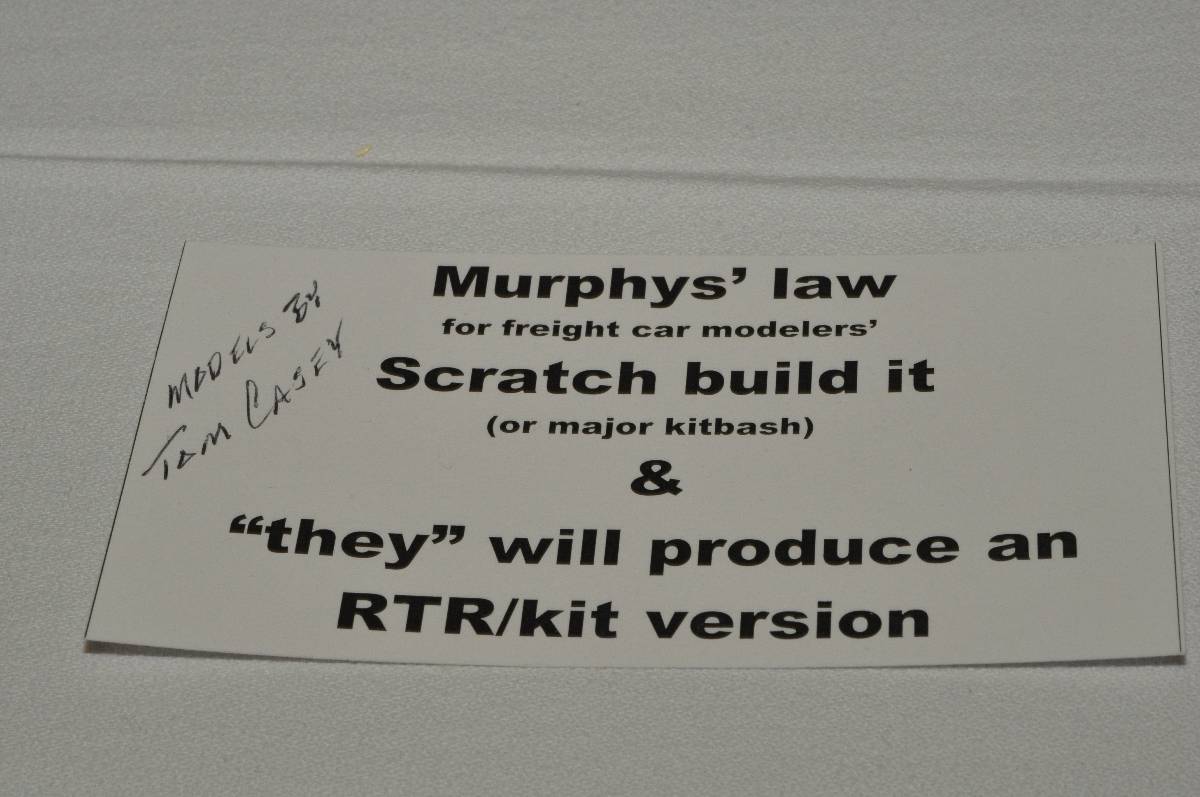 Murphys’ law
for freight car modelers’
Scratch build it
(or major kitbash)
&
“they” will produce an
RTR/kit version
MODELS BY
TOM CASEY